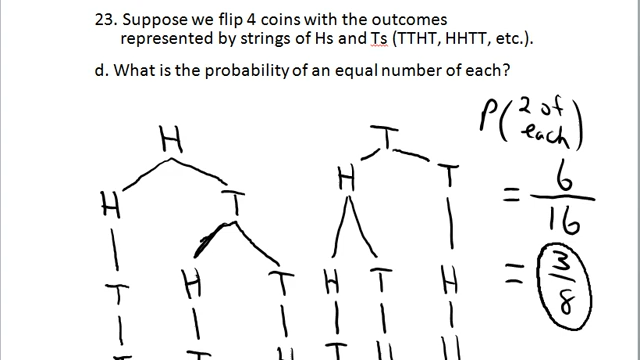 23. Suppose we flip 4 coins with the outcomes
represented by strings of Hs and Ts (TTHT, HHTT, etc.).
d. What is the probability of an equal number of each?
H T
H T H T
T H T H T H
P(2 of each)
= 6/16
= 3/8